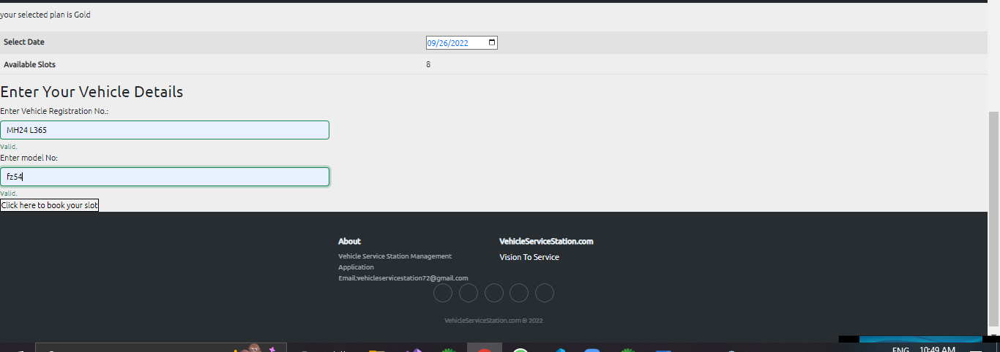 your selected plan is Gold
Select Date 09/26/2022
Available Slots 8
Enter Your Vehicle Details
Enter Vehicle Registration No.:
MH24 L365
Valid.
Enter model No:
fz54
Valid.
Click here to book your slot
About
Vehicle Service Station Management
Application
Email:vehicleservicestation72@gmail.com
VehicleServiceStation.com
Vision To Service
VehicleServiceStation.com © 2022
ENG 10:49 AM